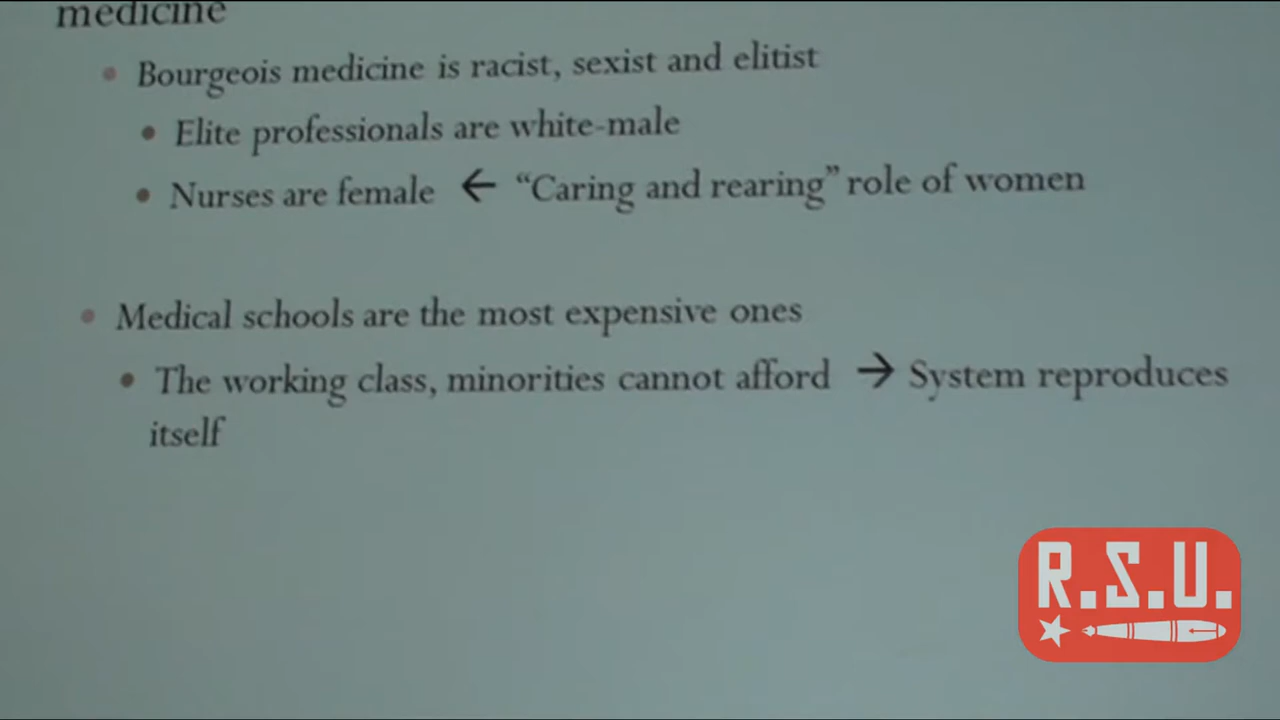 medicine
Bourgeois medicine is racist, sexist and elitist
Elite professionals are white-male
Nurses are female ← “Caring and rearing” role of women
Medical schools are the most expensive ones
The working class, minorities cannot afford → System reproduces
itself
R.S.U.